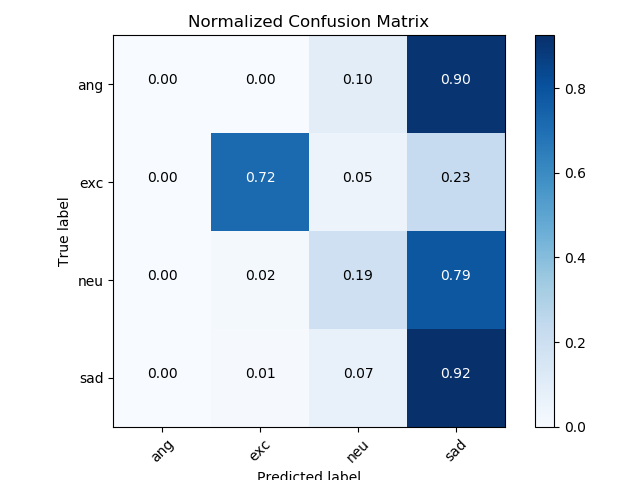 Normalized Confusion Matrix
True label
ang 0.00 0.00 0.10 0.90
exc 0.00 0.72 0.05 0.23
neu 0.00 0.02 0.19 0.79
sad 0.00 0.01 0.07 0.92
ang exc neu sad
Predicted label
0.8
0.6
0.4
0.2
0.0